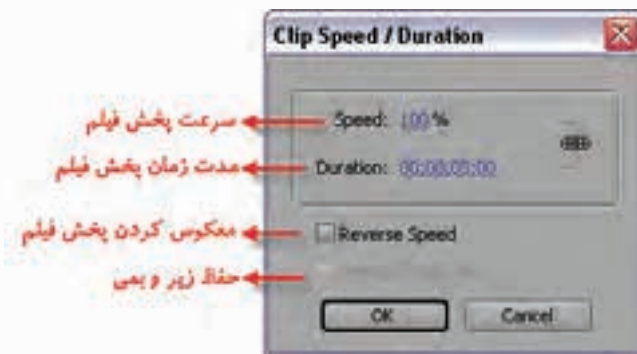 Clip Speed / Duration
سرعت پخش فیلم
Speed: 100 %
مدت زمان پخش فیلم
Duration: 00:00:05:00
معکوس کردن پخش فیلم
Reverse Speed
حفظ زیر و بمی
OK
Cancel